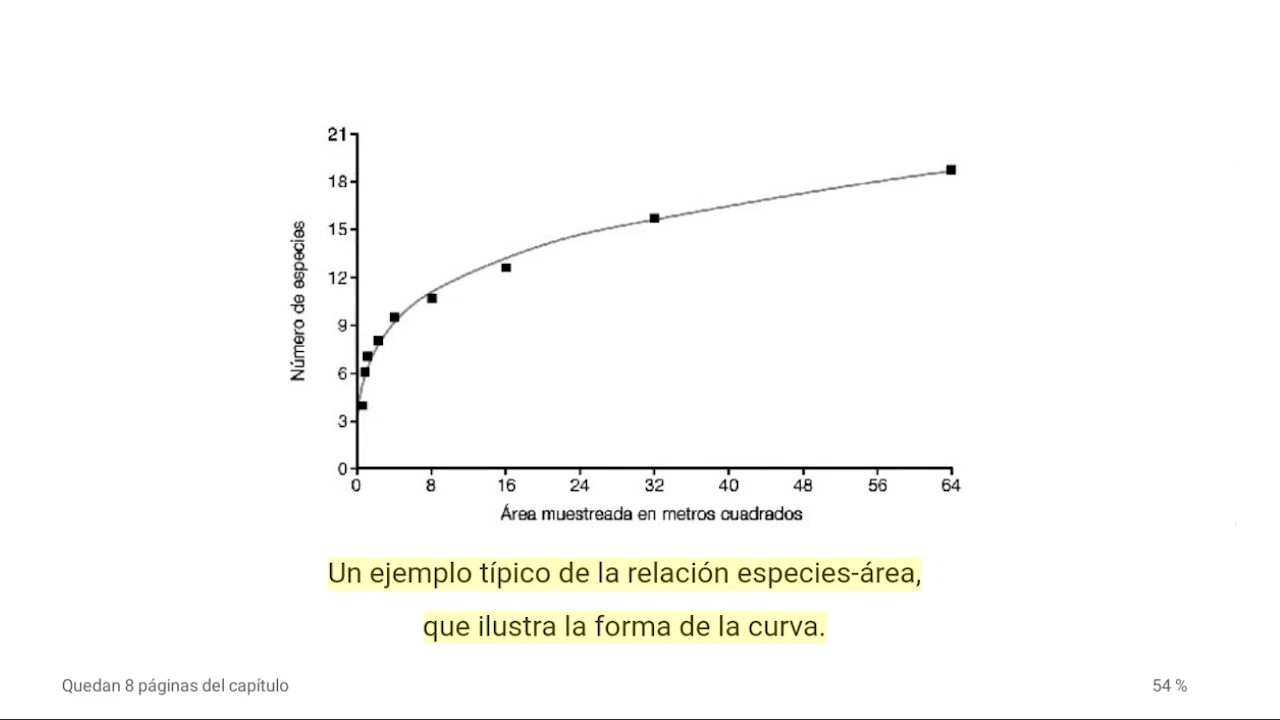 21
18
15
12
9
6
3
0
Número de especies
0 8 16 24 32 40 48 56 64
Área muestreada en metros cuadrados
Un ejemplo típico de la relación especies-área,
que ilustra la forma de la curva.
Quedan 8 páginas del capítulo 54 %